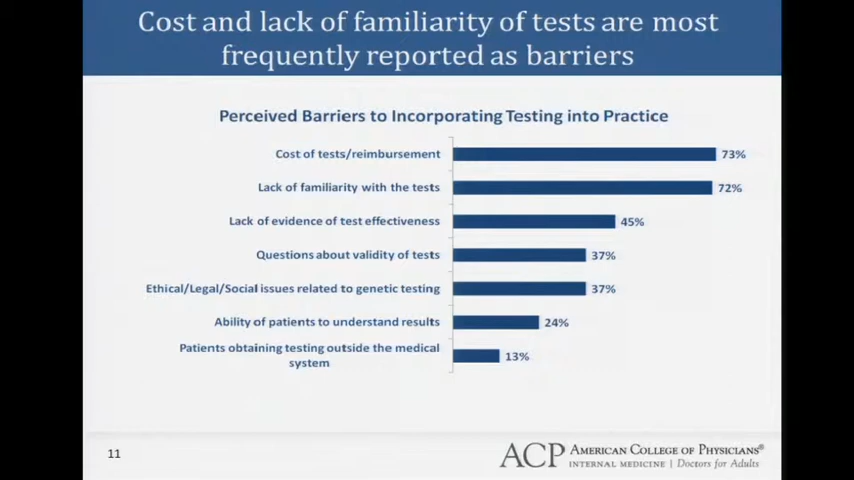 Cost and lack of familiarity of tests are most
frequently reported as barriers
Perceived Barriers to Incorporating Testing into Practice
Cost of tests/reimbursement 73%
Lack of familiarity with the tests 72%
Lack of evidence of test effectiveness 45%
Questions about validity of tests 37%
Ethical/Legal/Social issues related to genetic testing 37%
Ability of patients to understand results 24%
Patients obtaining testing outside the medical
system 13%
11
ACP AMERICAN COLLEGE OF PHYSICIANS®
INTERNAL MEDICINE | Doctors for Adults